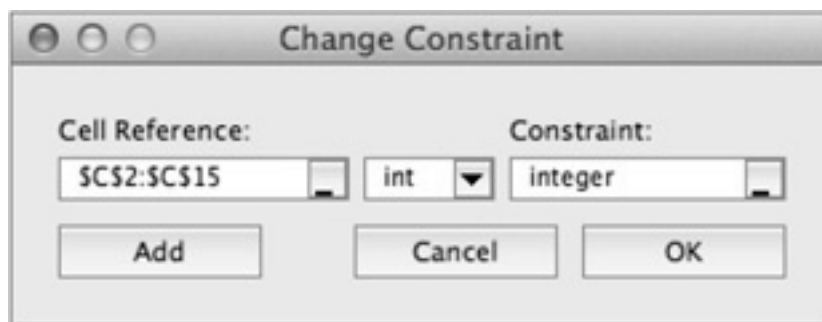 Change Constraint
Cell Reference: Constraint:
$C$2:$C$15 int integer
Add Cancel OK